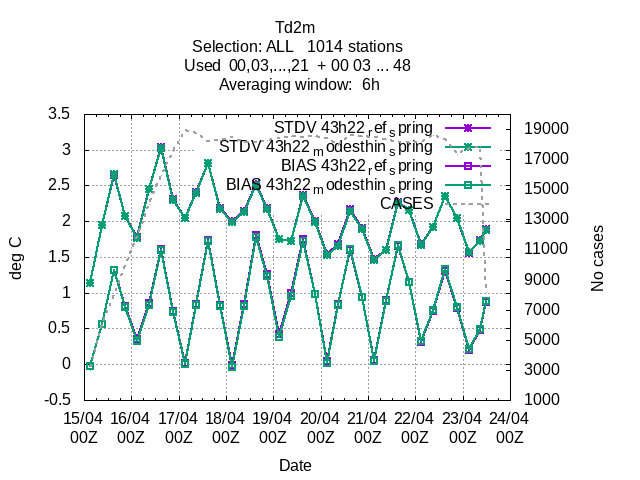 Td2m
Selection: ALL   1014 stations
Used  00,03,...,21  + 00 03 ... 48
Averaging window:  6h
STDV 43h22ref_spring
STDV 43h22modesthin_spring
BIAS 43h22ref_spring
BIAS 43h22modesthin_spring
CASES
3.5
3
2.5
2
1.5
1
0.5
0
-0.5
deg C
19000
17000
15000
13000
11000
9000
7000
5000
3000
1000
No cases
15/04 16/04 17/04 18/04 19/04 20/04 21/04 22/04 23/04 24/04
00Z 00Z 00Z 00Z 00Z 00Z 00Z 00Z 00Z 00Z
Date